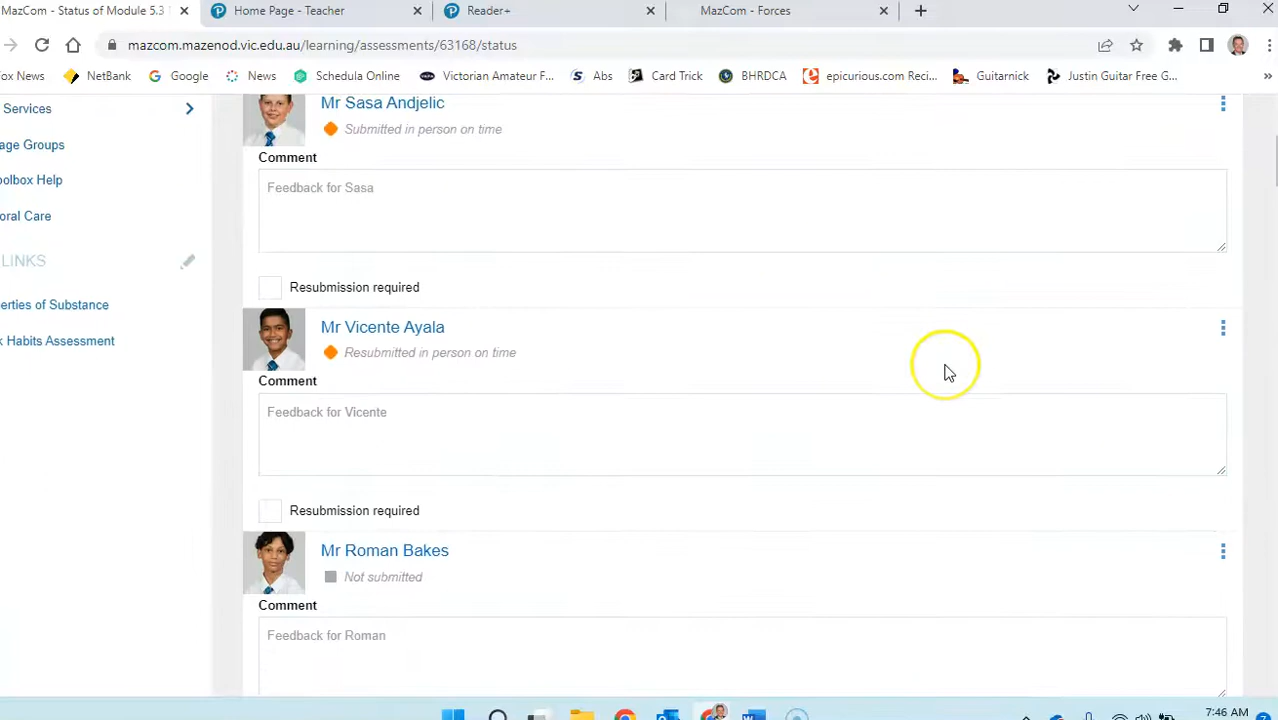 MazCom - Status of Module 5.3
Home Page - Teacher
Reader+
MazCom - Forces
mazcom.mazenod.vic.edu.au/learning/assessments/63168/status
ox News
NetBank
Google
News
Schedula Online
Victorian Amateur F...
Abs
Card Trick
BHRDCA
epicurious.com Reci...
Guitarnick
Justin Guitar Free G...
»
Services
age Groups
oolbox Help
oral Care
LINKS
erties of Substance
k Habits Assessment
Mr Sasa Andjelic
Submitted in person on time
Comment
Feedback for Sasa
Resubmission required
Mr Vicente Ayala
Resubmitted in person on time
Comment
Feedback for Vicente
Resubmission required
Mr Roman Bakes
Not submitted
Comment
Feedback for Roman
7:46 AM